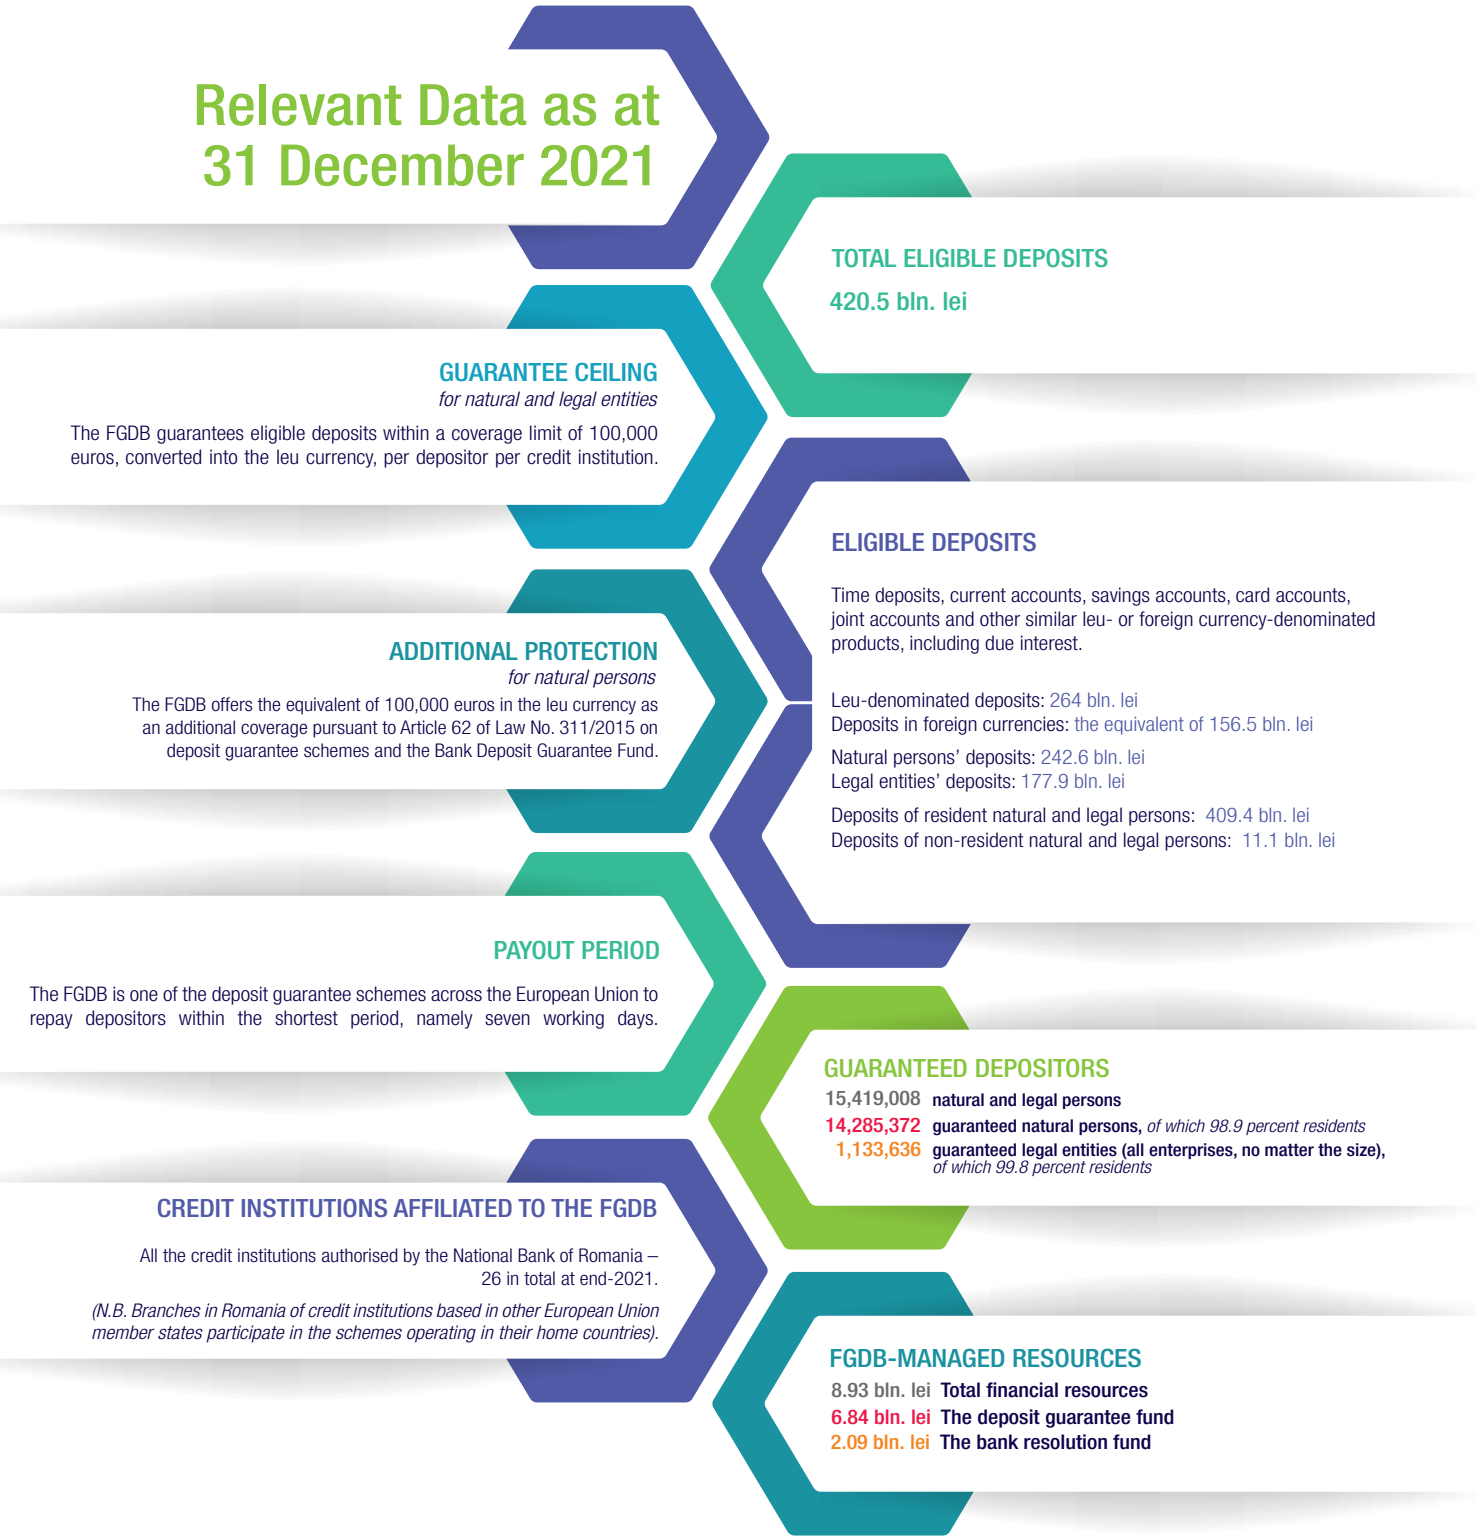 Relevant Data as at
31 December 2021
TOTAL ELIGIBLE DEPOSITS
420.5 bln. lei
GUARANTEE CEILING
for natural and legal entities
The FGDB guarantees eligible deposits within a coverage limit of 100,000
euros, converted into the leu currency, per depositor per credit institution.
ELIGIBLE DEPOSITS
Time deposits, current accounts, savings accounts, card accounts,
joint accounts and other similar leu- or foreign currency-denominated
products, including due interest.
Leu-denominated deposits: 264 bln. lei
Deposits in foreign currencies: the equivalent of 156.5 bln. lei
Natural persons' deposits: 242.6 bln. lei
Legal entities' deposits: 177.9 bln. lei
Deposits of resident natural and legal persons: 409.4 bln. lei
Deposits of non-resident natural and legal persons: 11.1 bln. lei
ADDITIONAL PROTECTION
for natural persons
The FGDB offers the equivalent of 100,000 euros in the leu currency as
an additional coverage pursuant to Article 62 of Law No. 311/2015 on
deposit guarantee schemes and the Bank Deposit Guarantee Fund.
PAYOUT PERIOD
The FGDB is one of the deposit guarantee schemes across the European Union to
repay depositors within the shortest period, namely seven working days.
GUARANTEED DEPOSITORS
15,419,008 natural and legal persons
14,285,372 guaranteed natural persons, of which 98.9 percent residents
1,133,636 guaranteed legal entities (all enterprises, no matter the size),
of which 99.8 percent residents
CREDIT INSTITUTIONS AFFILIATED TO THE FGDB
All the credit institutions authorised by the National Bank of Romania –
26 in total at end-2021.
(N.B. Branches in Romania of credit institutions based in other European Union
member states participate in the schemes operating in their home countries).
FGDB-MANAGED RESOURCES
8.93 bln. lei Total financial resources
6.84 bln. lei The deposit guarantee fund
2.09 bln. lei The bank resolution fund